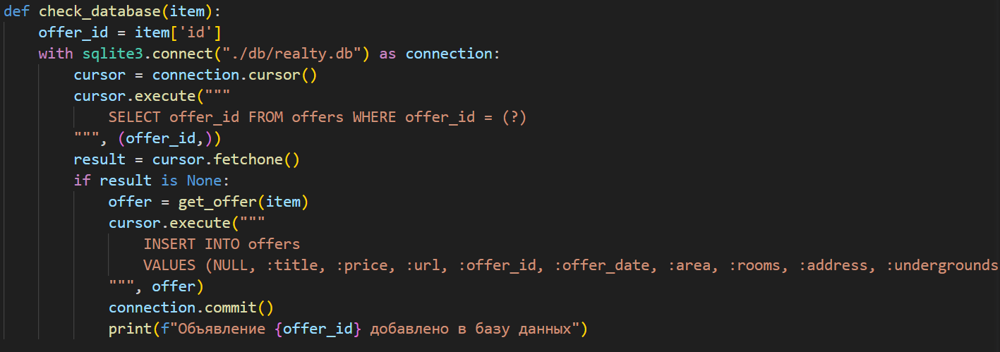 def check_database(item):
    offer_id = item['id']
    with sqlite3.connect("./db/realty.db") as connection:
        cursor = connection.cursor()
        cursor.execute("""
            SELECT offer_id FROM offers WHERE offer_id = (?)
        """, (offer_id,))
        result = cursor.fetchone()
        if result is None:
            offer = get_offer(item)
            cursor.execute("""
                INSERT INTO offers
                VALUES (NULL, :title, :price, :url, :offer_id, :offer_date, :area, :rooms, :address, :undergrounds
            """, offer)
            connection.commit()
            print(f"Объявление {offer_id} добавлено в базу данных")